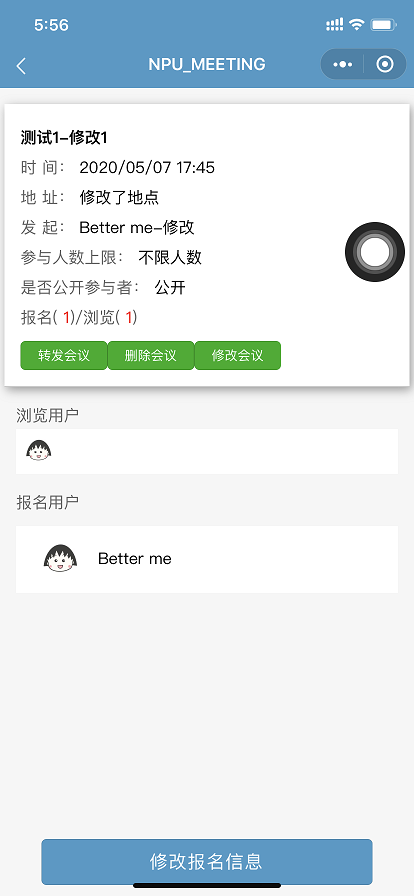 5:56
NPU_MEETING
测试1-修改1
时 间： 2020/05/07 17:45
地 址： 修改了地点
发 起： Better me-修改
参与人数上限： 不限人数
是否公开参与者： 公开
报名( 1)/浏览( 1)
转发会议 删除会议 修改会议
浏览用户
报名用户
Better me
修改报名信息